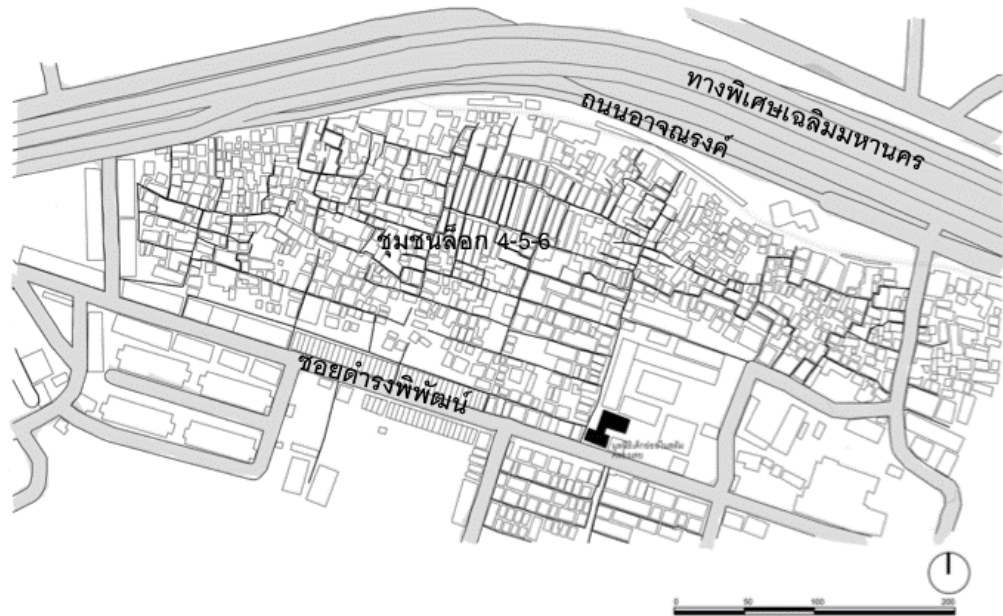 ทางพิเศษเฉลิมมหานคร
ถนนอาจณรงค์
ชุมชนล็อก 4-5-6
ซอยดำรงพิพัฒน์
0 50 100 200